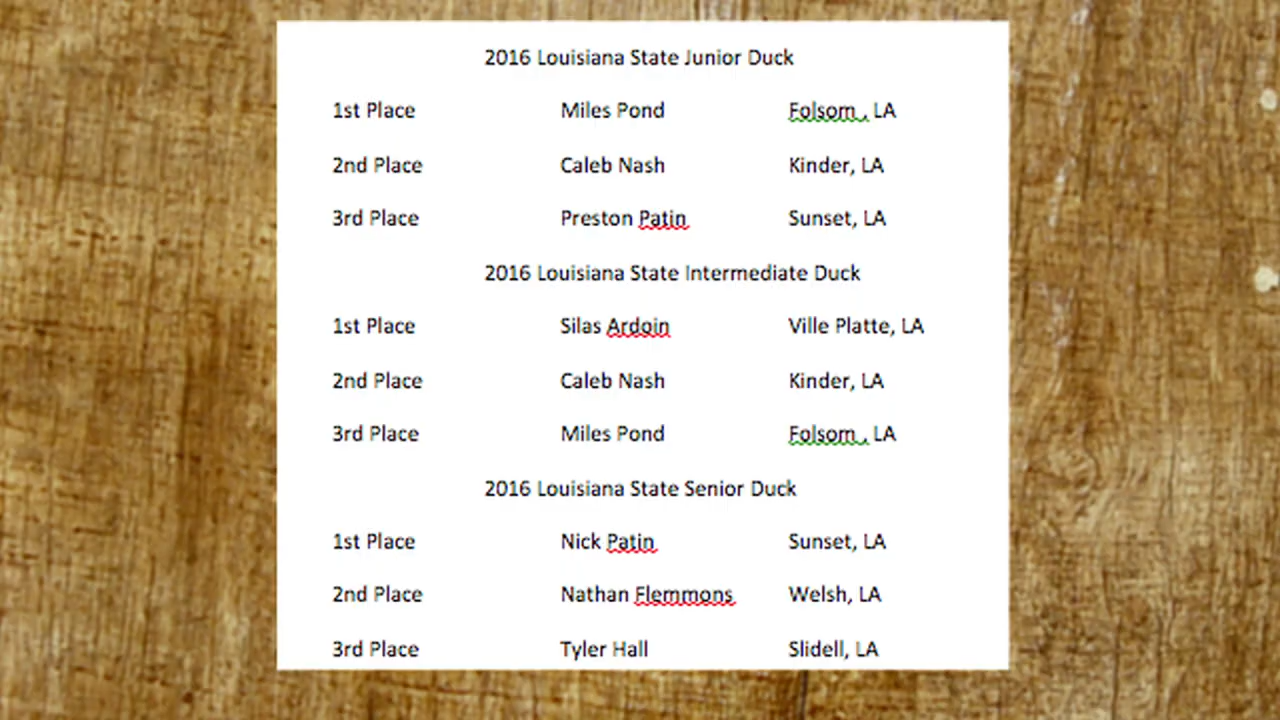 2016 Louisiana State Junior Duck
1st Place Miles Pond Folsom , LA
2nd Place Caleb Nash Kinder, LA
3rd Place Preston Patin Sunset, LA
2016 Louisiana State Intermediate Duck
1st Place Silas Ardoin Ville Platte, LA
2nd Place Caleb Nash Kinder, LA
3rd Place Miles Pond Folsom , LA
2016 Louisiana State Senior Duck
1st Place Nick Patin Sunset, LA
2nd Place Nathan Flemmons Welsh, LA
3rd Place Tyler Hall Slidell, LA